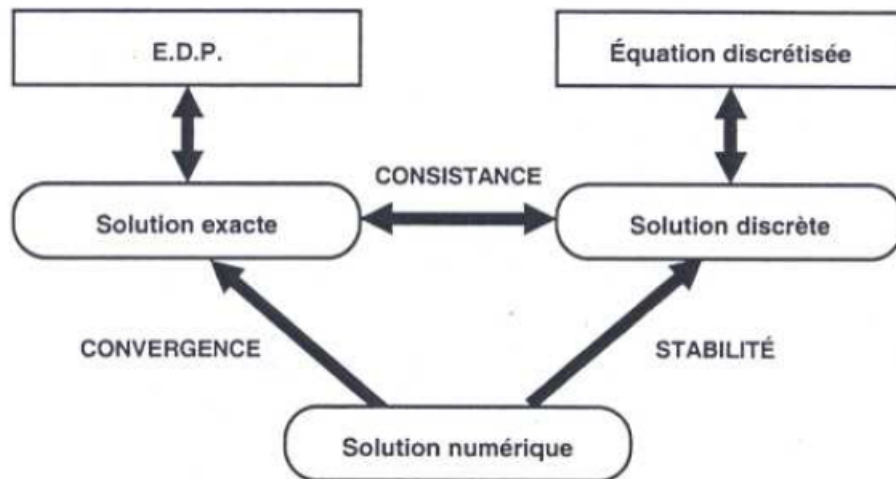 E.D.P.
Équation discrétisée
CONSISTANCE
Solution exacte
Solution discrète
CONVERGENCE
STABILITÉ
Solution numérique